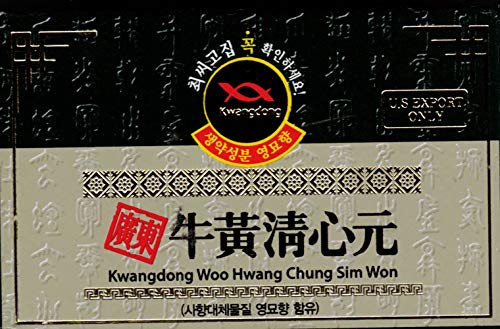 최씨고집 꼭 확인하세요!
Kwangdong
생약성분 영묘향
U.S EXPORT
ONLY
廣東 牛黃清心元
Kwangdong Woo Hwang Chung Sim Won
(사향대체물질 영묘향 함유)